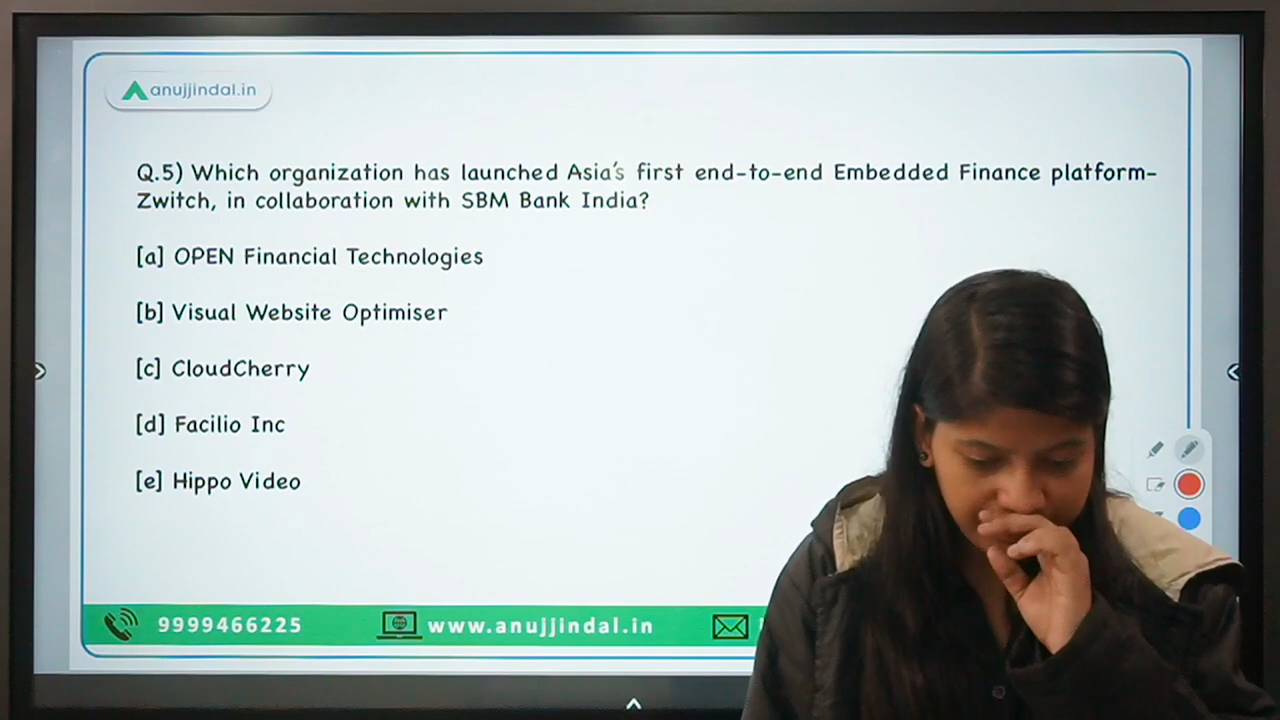 anujjindal.in
Q.5) Which organization has launched Asia's first end-to-end Embedded Finance platform-
Zwitch, in collaboration with SBM Bank India?
[a] OPEN Financial Technologies
[b] Visual Website Optimiser
[c] CloudCherry
[d] Facilio Inc
[e] Hippo Video
9999466225
www.anujjindal.in